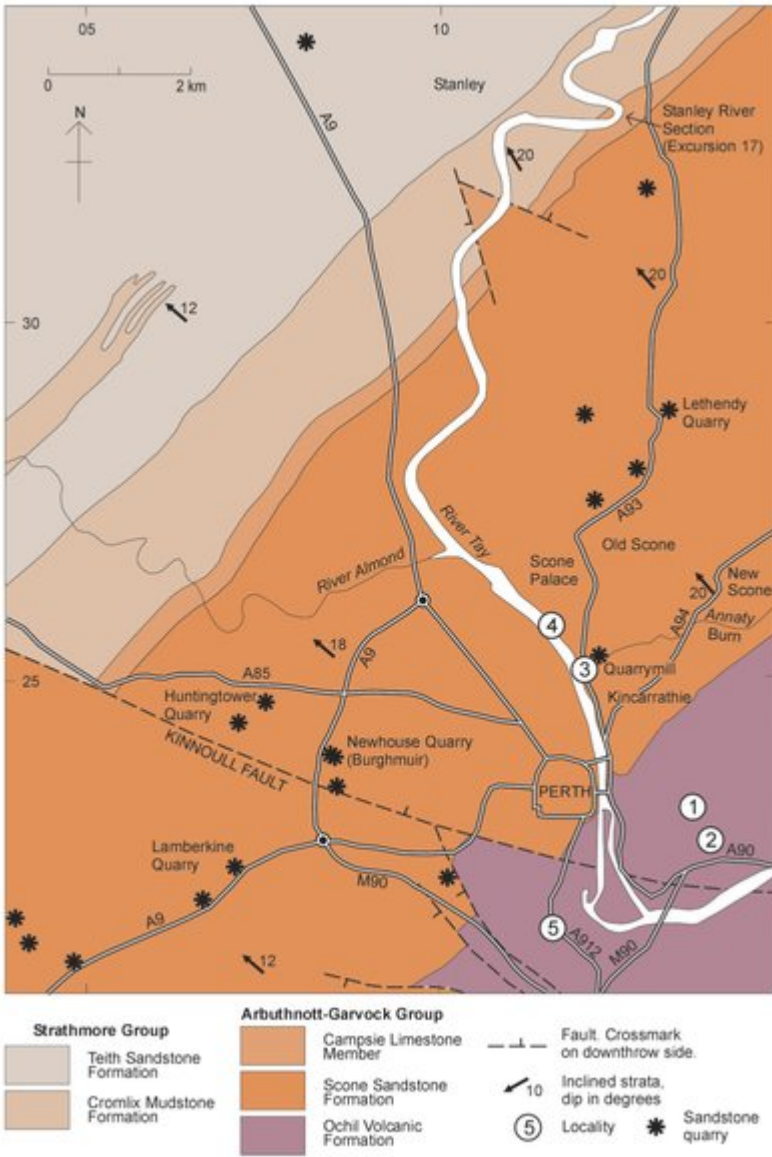 05
10
0
2 km
N
A9
Stanley
Stanley River
Section
(Excursion 17)
20
20
12
30
Lethendy
Quarry
A93
River Tay
Old Scone
Scone
Palace
River Almond
20
New
Scone
A94
Annaty
Burn
4
3
Quarrymill
18
A9
A85
25
Kincarrathie
Huntingtower
Quarry
KINNOULL FAULT
Newhouse Quarry
(Burghmuir)
PERTH
1
2
A90
Lamberkine
Quarry
M90
A9
5
A912
M90
12
Strathmore Group
Teith Sandstone
Formation
Cromlix Mudstone
Formation
Arbuthnott-Garvock Group
Campsie Limestone
Member
Scone Sandstone
Formation
Ochil Volcanic
Formation
Fault. Crossmark
on downthrow side.
10
Inclined strata,
dip in degrees
5
Locality
Sandstone
quarry